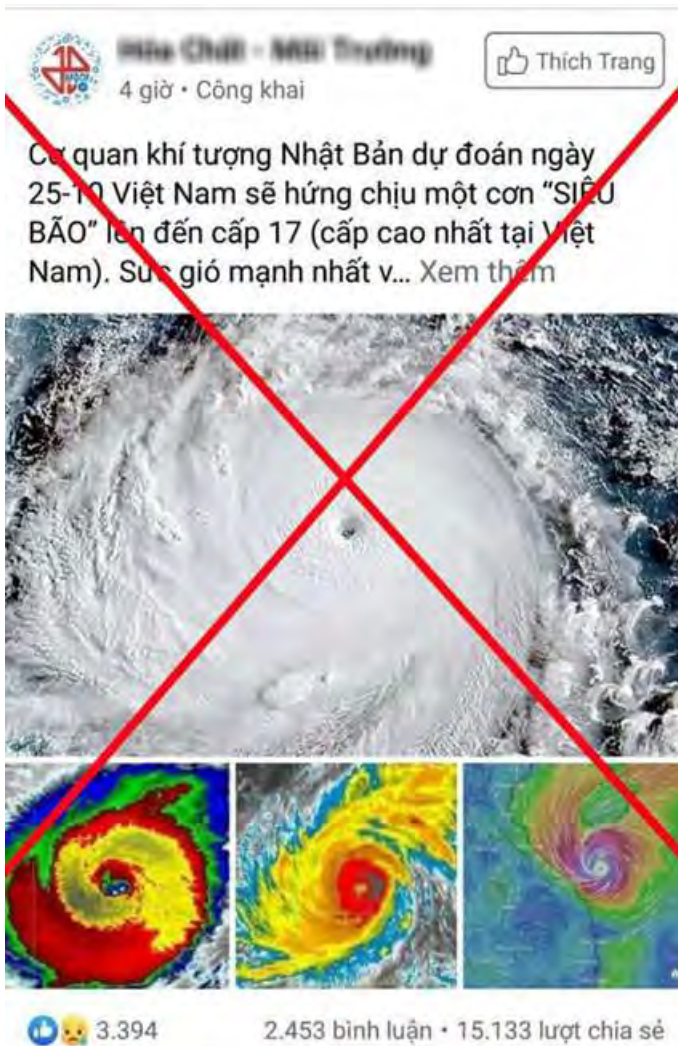 Thích Trang
4 giờ • Công khai
Cơ quan khí tượng Nhật Bản dự đoán ngày
25-10 Việt Nam sẽ hứng chịu một cơn “SIÊU
BÃO” lên đến cấp 17 (cấp cao nhất tại Việt
Nam). Sức gió mạnh nhất v... Xem thêm
3.394
2.453 bình luận • 15.133 lượt chia sẻ